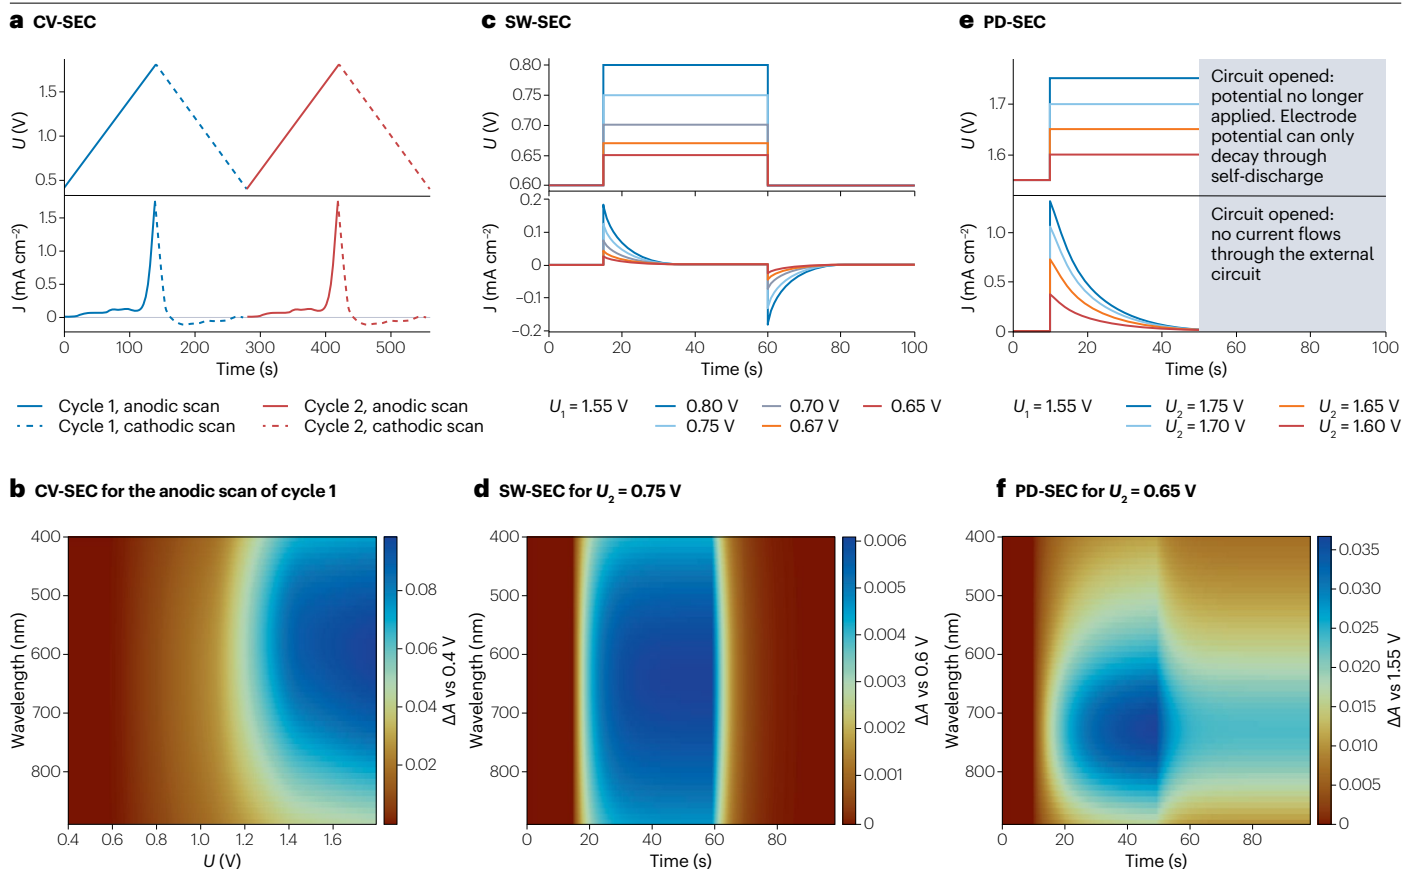 a CV-SEC
U (V)
1.5
1.0
0.5
J (mA cm⁻²)
1.5
1.0
0.5
0
0 100 200 300 400 500
Time (s)
Cycle 1, anodic scan
Cycle 2, anodic scan
Cycle 1, cathodic scan
Cycle 2, cathodic scan
c SW-SEC
U (V)
0.80
0.75
0.70
0.65
0.60
J (mA cm⁻²)
0.2
0.1
0
−0.1
−0.2
0 20 40 60 80 100
Time (s)
U₁ = 1.55 V
0.80 V 0.70 V 0.65 V
0.75 V 0.67 V
e PD-SEC
U (V)
1.7
1.6
Circuit opened:
potential no longer
applied. Electrode
potential can only
decay through
self-discharge
J (mA cm⁻²)
1.0
0.5
0
Circuit opened:
no current flows
through the external
circuit
0 20 40 60 80 100
Time (s)
U₁ = 1.55 V
U₂ = 1.75 V U₂ = 1.65 V
U₂ = 1.70 V U₂ = 1.60 V
b CV-SEC for the anodic scan of cycle 1
Wavelength (nm)
400
500
600
700
800
0.4 0.6 0.8 1.0 1.2 1.4 1.6
U (V)
0.08
0.06
0.04
0.02
ΔA vs 0.4 V
d SW-SEC for U₂ = 0.75 V
Wavelength (nm)
400
500
600
700
800
0 20 40 60 80
Time (s)
0.006
0.005
0.004
0.003
0.002
0.001
0
ΔA vs 0.6 V
f PD-SEC for U₂ = 0.65 V
Wavelength (nm)
400
500
600
700
800
0 20 40 60 80
Time (s)
0.035
0.030
0.025
0.020
0.015
0.010
0.005
0
ΔA vs 1.55 V